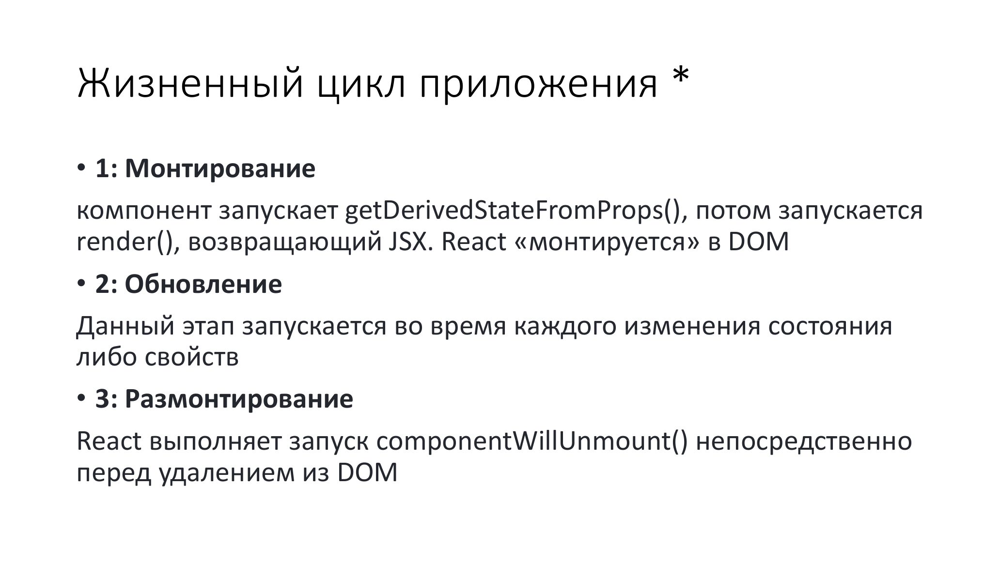 Жизненный цикл приложения *
• 1: Монтирование
компонент запускает getDerivedStateFromProps(), потом запускается
render(), возвращающий JSX. React «монтируется» в DOM
• 2: Обновление
Данный этап запускается во время каждого изменения состояния
либо свойств
• 3: Размонтирование
React выполняет запуск componentWillUnmount() непосредственно
перед удалением из DOM